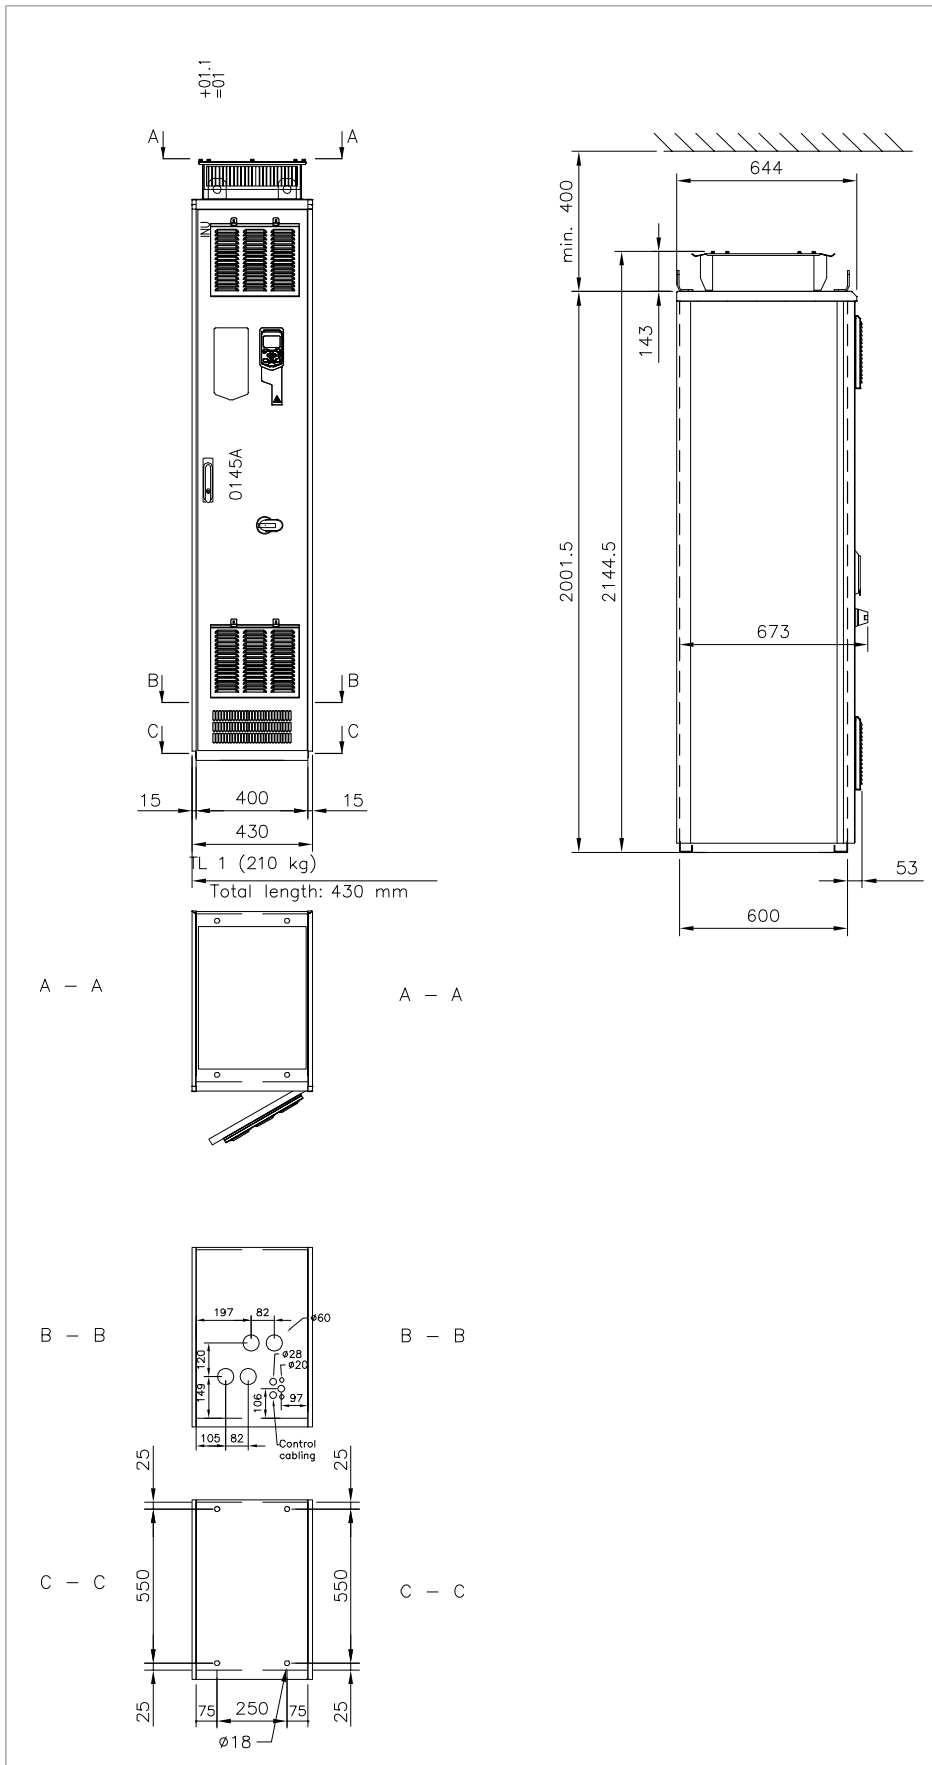 +01.1
=01
A
A
644
min. 400
INU
143
0145A
2001.5
2144.5
673
B
B
C
C
15
400
15
430
TL 1 (210 kg)
Total length: 430 mm
53
600
A - A
A - A
197
82
ø60
B - B
B - B
120
ø28
ø20
149
106
97
105
82
Control
cabling
25
25
550
550
C - C
C - C
25
75
250
75
25
ø18